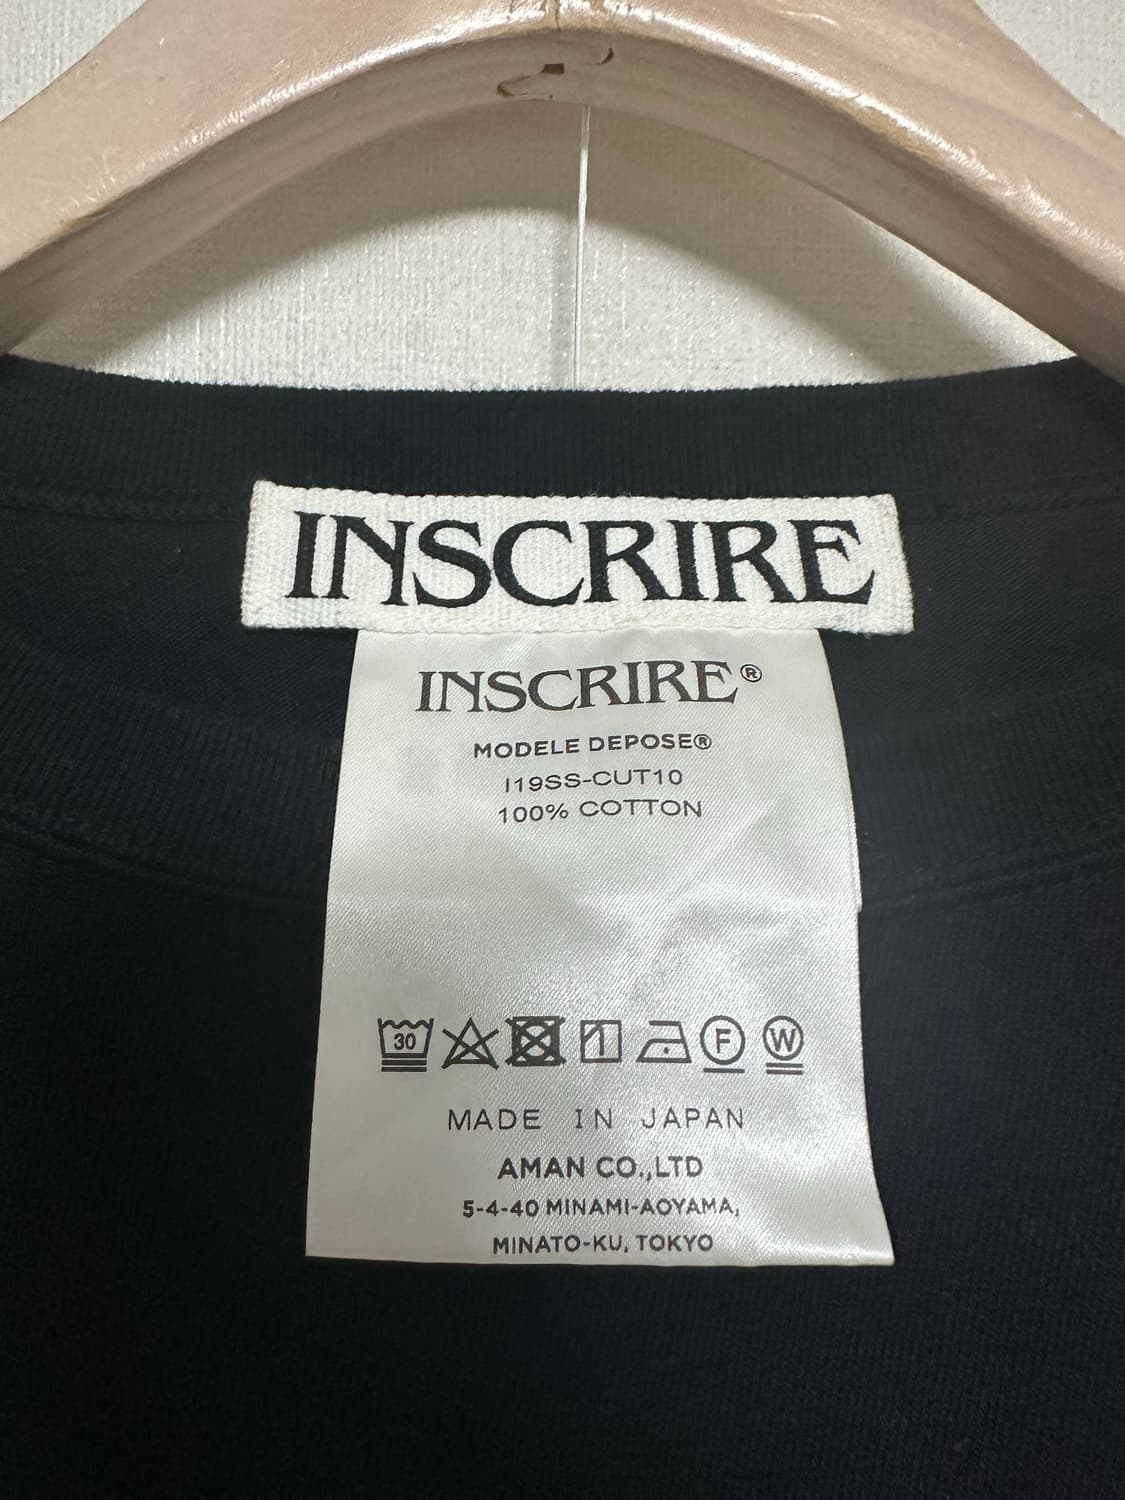 INSCRIRE
INSCRIRE®
MODELE DEPOSE®
I19SS-CUT10
100% COTTON
30 F W
MADE IN JAPAN
AMAN CO.,LTD
5-4-40 MINAMI-AOYAMA,
MINATO-KU, TOKYO